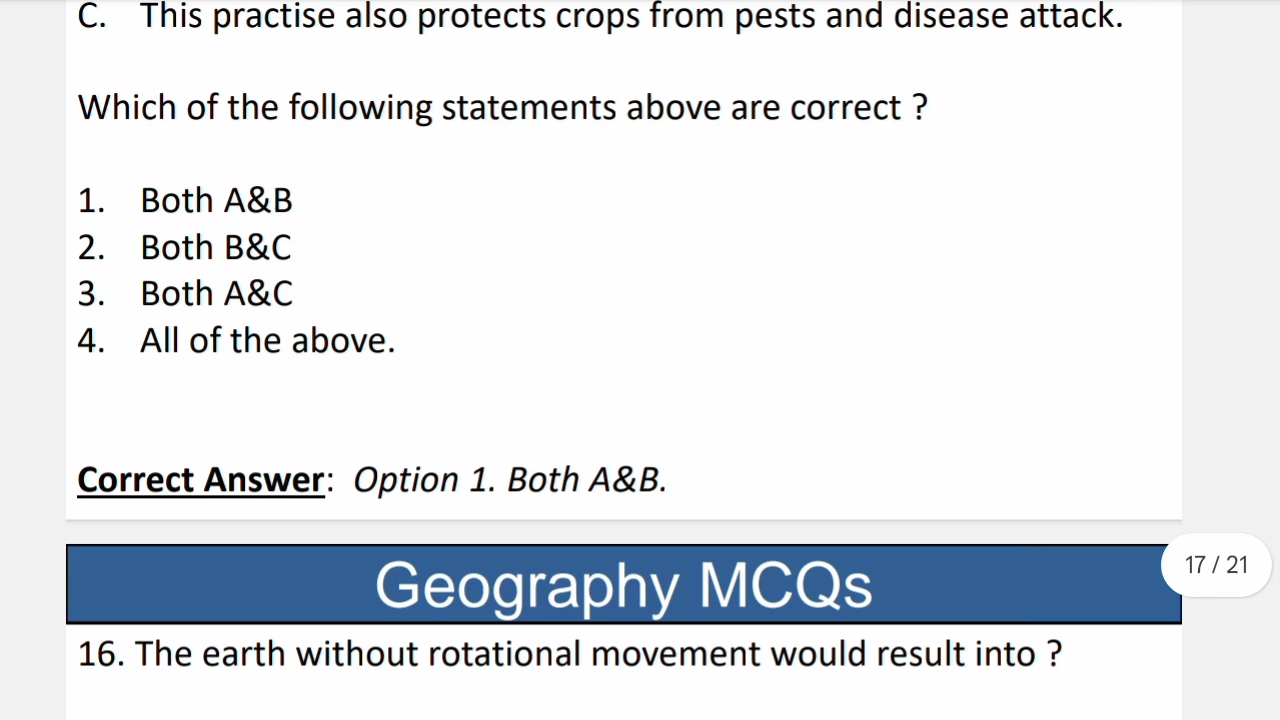 C. This practise also protects crops from pests and disease attack.
Which of the following statements above are correct ?
1. Both A&B
2. Both B&C
3. Both A&C
4. All of the above.
Correct Answer: Option 1. Both A&B.
17 / 21
Geography MCQs
16. The earth without rotational movement would result into ?